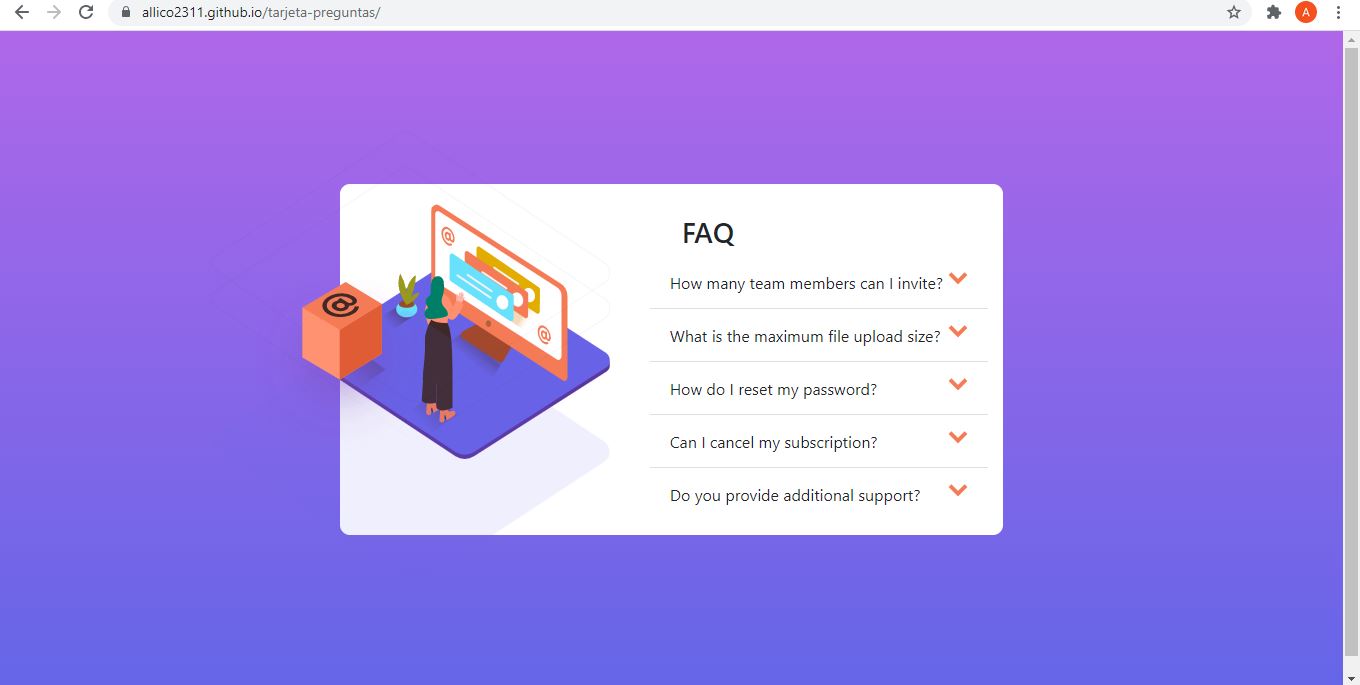 allico2311.github.io/tarjeta-preguntas/
A
@
@
@
FAQ
How many team members can I invite?
What is the maximum file upload size?
How do I reset my password?
Can I cancel my subscription?
Do you provide additional support?